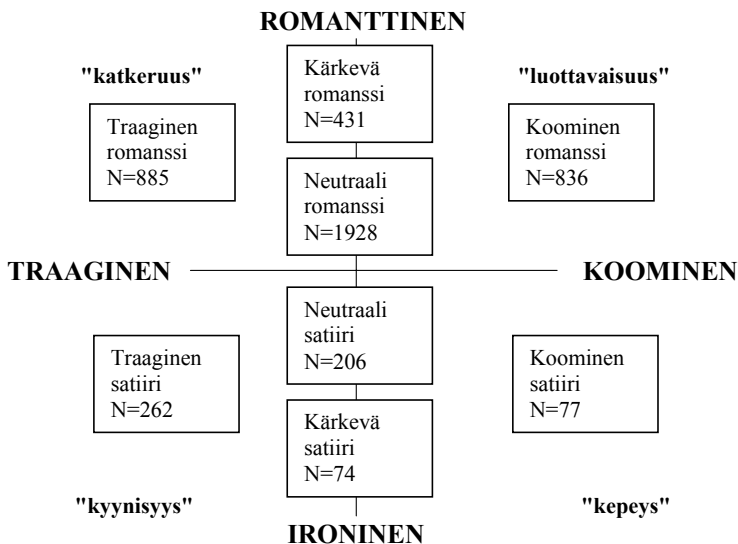 ROMANTTINEN
"katkeruus"
"luottavaisuus"
Kärkevä
romanssi
N=431
Traaginen
romanssi
N=885
Koominen
romanssi
N=836
Neutraali
romanssi
N=1928
TRAAGINEN
KOOMINEN
Neutraali
satiiri
N=206
Traaginen
satiiri
N=262
Koominen
satiiri
N=77
Kärkevä
satiiri
N=74
"kyynisyys"
"kepeys"
IRONINEN